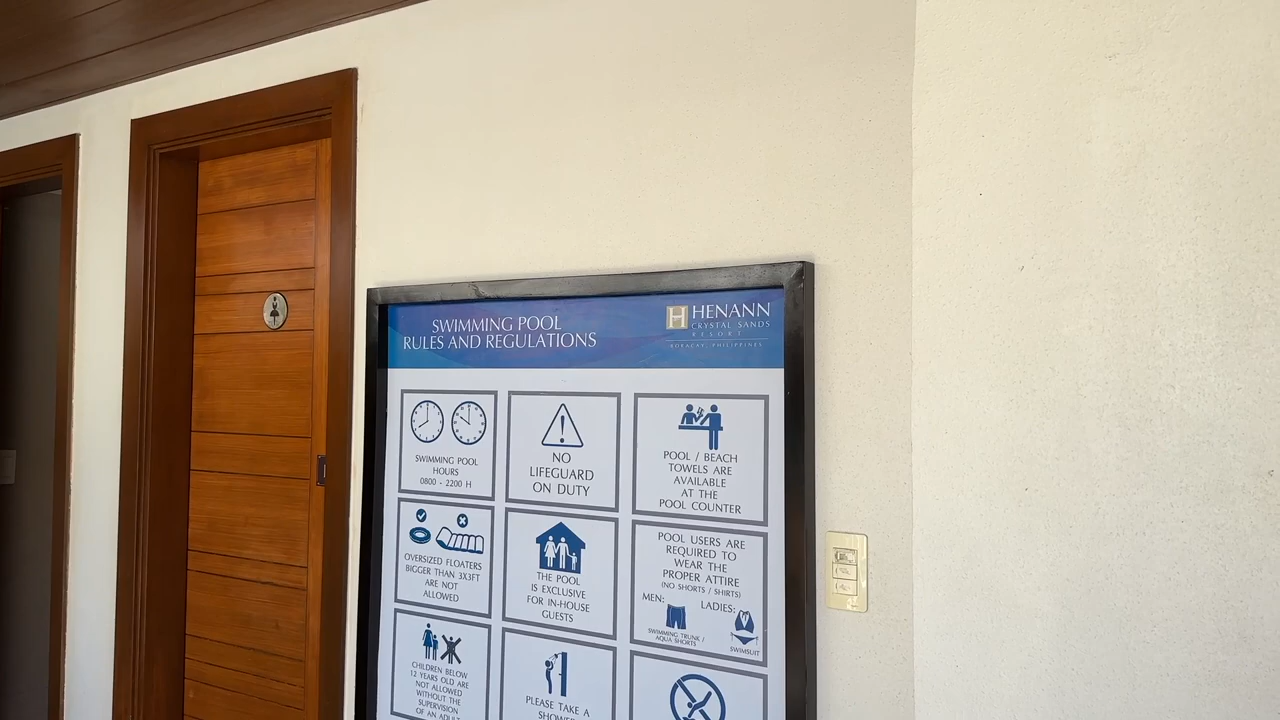 SWIMMING POOL
RULES AND REGULATIONS
H HENANN
CRYSTAL SANDS
RESORT
BORACAY, PHILIPPINES
SWIMMING POOL
HOURS
0800 - 2200 H
NO
LIFEGUARD
ON DUTY
POOL / BEACH
TOWELS ARE
AVAILABLE
AT THE
POOL COUNTER
OVERSIZED FLOATERS
BIGGER THAN 3X3FT
ARE NOT
ALLOWED
THE POOL
IS EXCLUSIVE
FOR IN-HOUSE
GUESTS
POOL USERS ARE
REQUIRED TO
WEAR THE
PROPER ATTIRE
(NO SHORTS / SHIRTS)
MEN:
LADIES:
SWIMMING TRUNK /
AQUA SHORTS
SWIMSUIT
CHILDREN BELOW
12 YEARS OLD ARE
NOT ALLOWED
WITHOUT THE
SUPERVISION
OF AN ADULT
PLEASE TAKE A
SHOWER